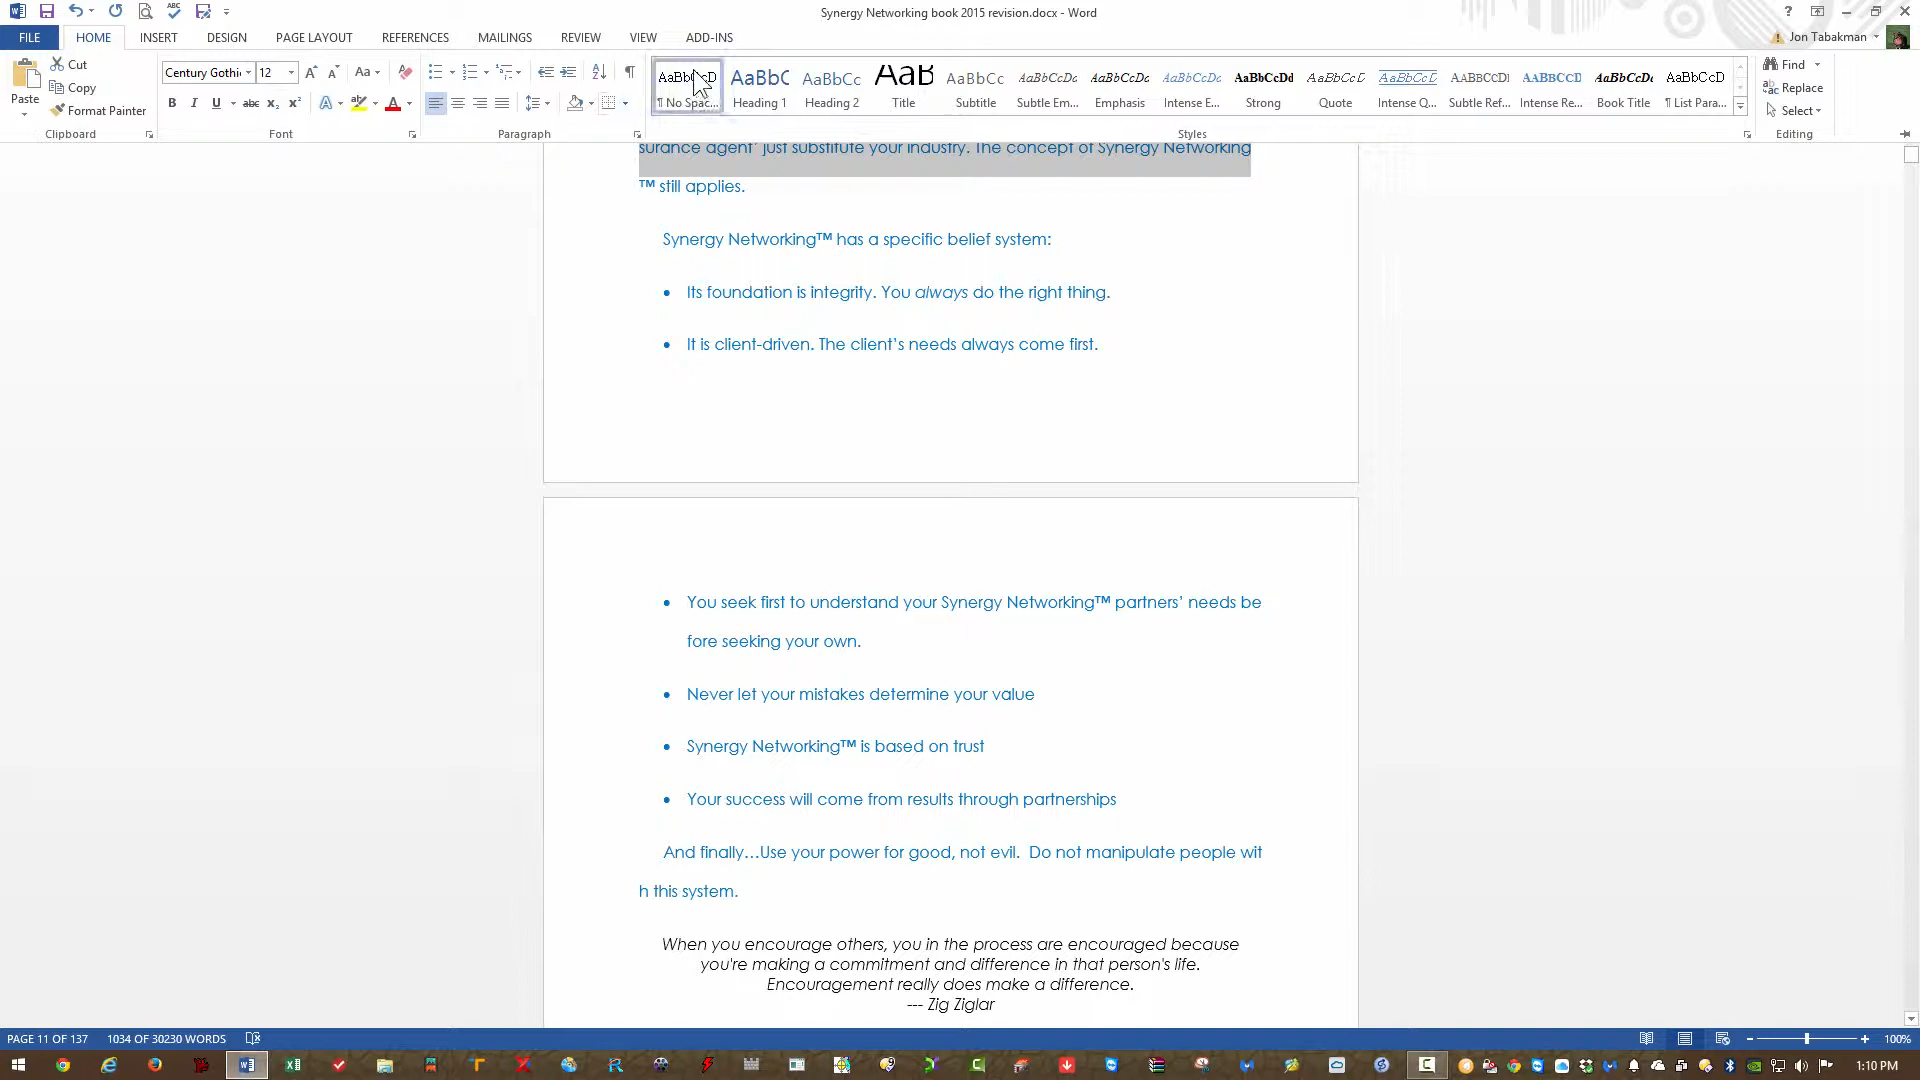 Synergy Networking book 2015 revision.docx - Word
FILE HOME INSERT DESIGN PAGE LAYOUT REFERENCES MAILINGS REVIEW VIEW ADD-INS Jon Tabakman
Paste
Cut
Copy
Format Painter
Clipboard
Century Gothi 12
Font
Paragraph
¶ No Spac... Heading 1 Heading 2 Title Subtitle Subtle Em... Emphasis Intense E... Strong Quote Intense Q... Subtle Ref... Intense Re... Book Title ¶ List Para...
Styles
Find
Replace
Select
Editing
surance agent' just substitute your industry. The concept of Synergy Networking
™ still applies.
Synergy Networking™ has a specific belief system:
• Its foundation is integrity. You always do the right thing.
• It is client-driven. The client's needs always come first.
• You seek first to understand your Synergy Networking™ partners' needs be
fore seeking your own.
• Never let your mistakes determine your value
• Synergy Networking™ is based on trust
• Your success will come from results through partnerships
And finally…Use your power for good, not evil.  Do not manipulate people wit
h this system.
When you encourage others, you in the process are encouraged because
you're making a commitment and difference in that person's life.
Encouragement really does make a difference.
--- Zig Ziglar
PAGE 11 OF 137 1034 OF 30230 WORDS 100%
1:10 PM